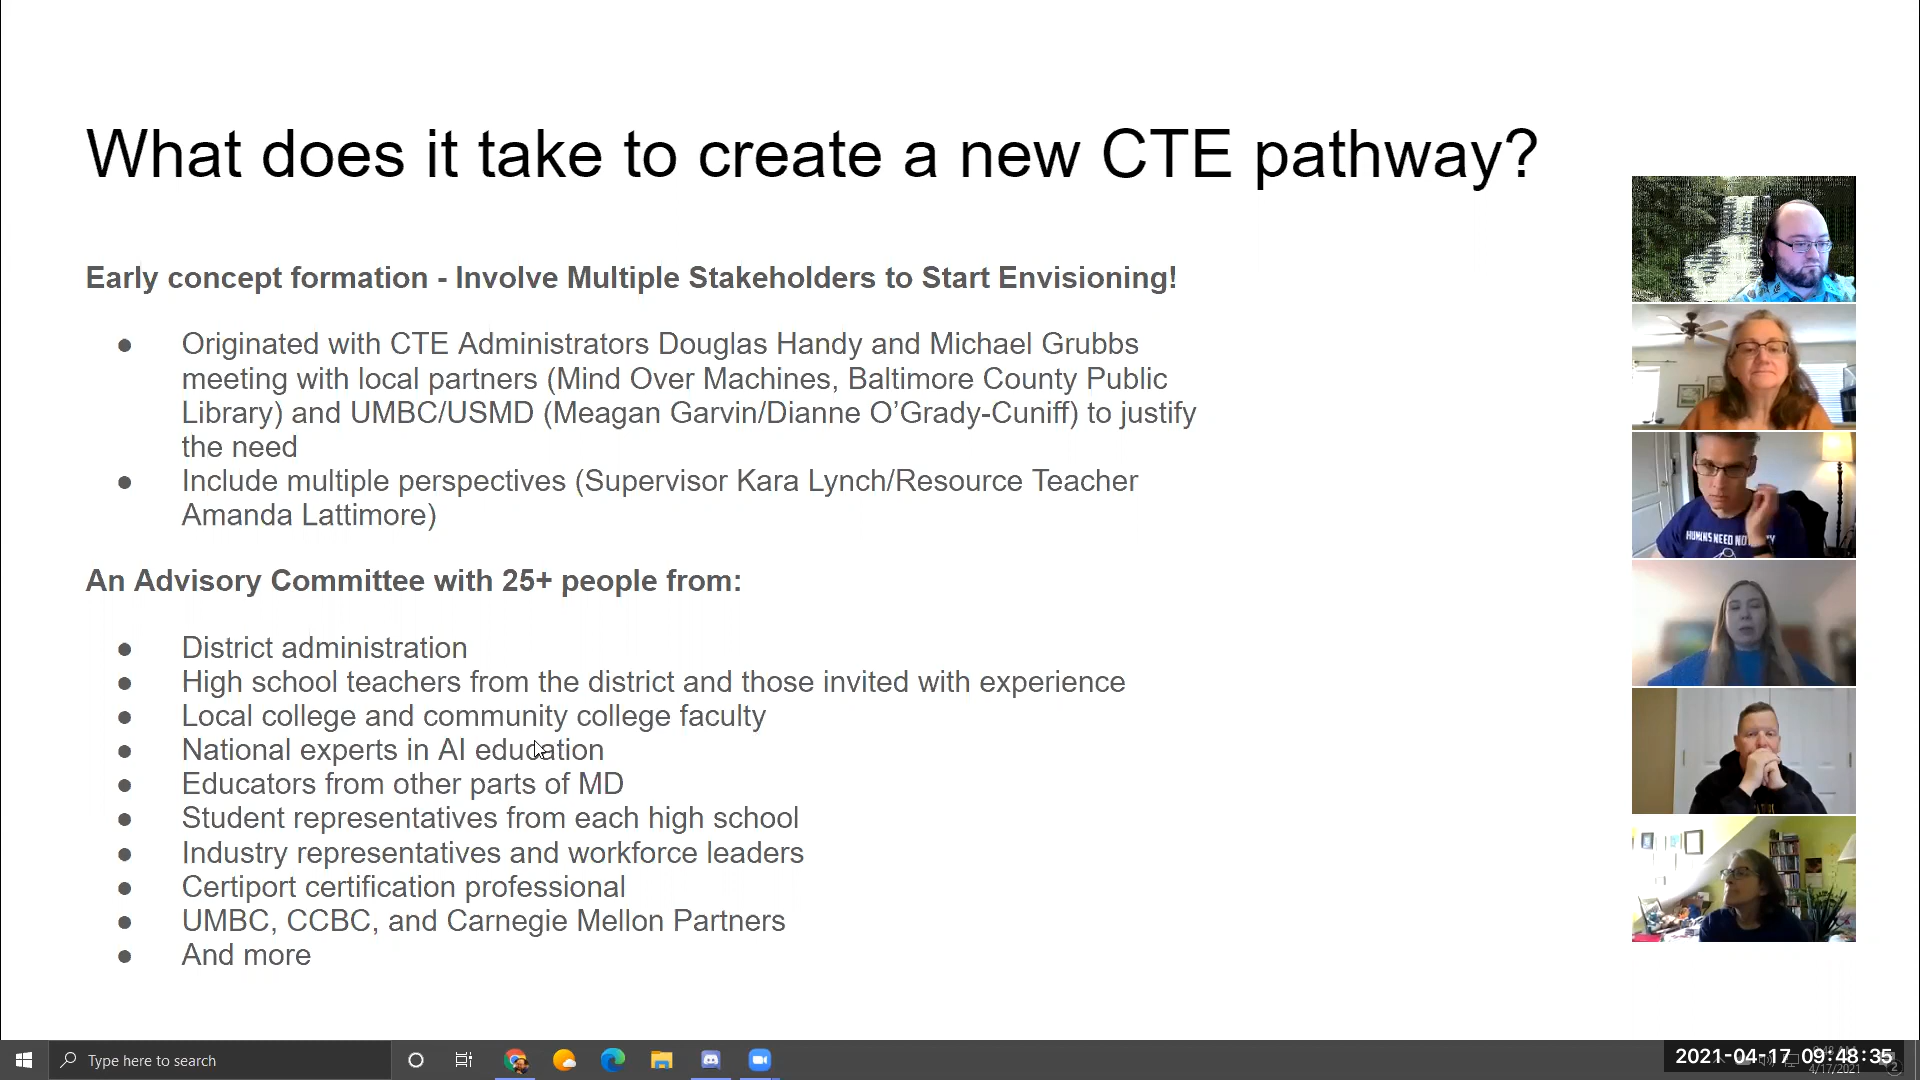 What does it take to create a new CTE pathway?
Early concept formation - Involve Multiple Stakeholders to Start Envisioning!
● Originated with CTE Administrators Douglas Handy and Michael Grubbs
meeting with local partners (Mind Over Machines, Baltimore County Public
Library) and UMBC/USMD (Meagan Garvin/Dianne O’Grady-Cuniff) to justify
the need
● Include multiple perspectives (Supervisor Kara Lynch/Resource Teacher
Amanda Lattimore)
An Advisory Committee with 25+ people from:
● District administration
● High school teachers from the district and those invited with experience
● Local college and community college faculty
● National experts in AI education
● Educators from other parts of MD
● Student representatives from each high school
● Industry representatives and workforce leaders
● Certiport certification professional
● UMBC, CCBC, and Carnegie Mellon Partners
● And more
HUMANS NEED NO
Type here to search
2021-04-17 09:48:35
4/17/2021